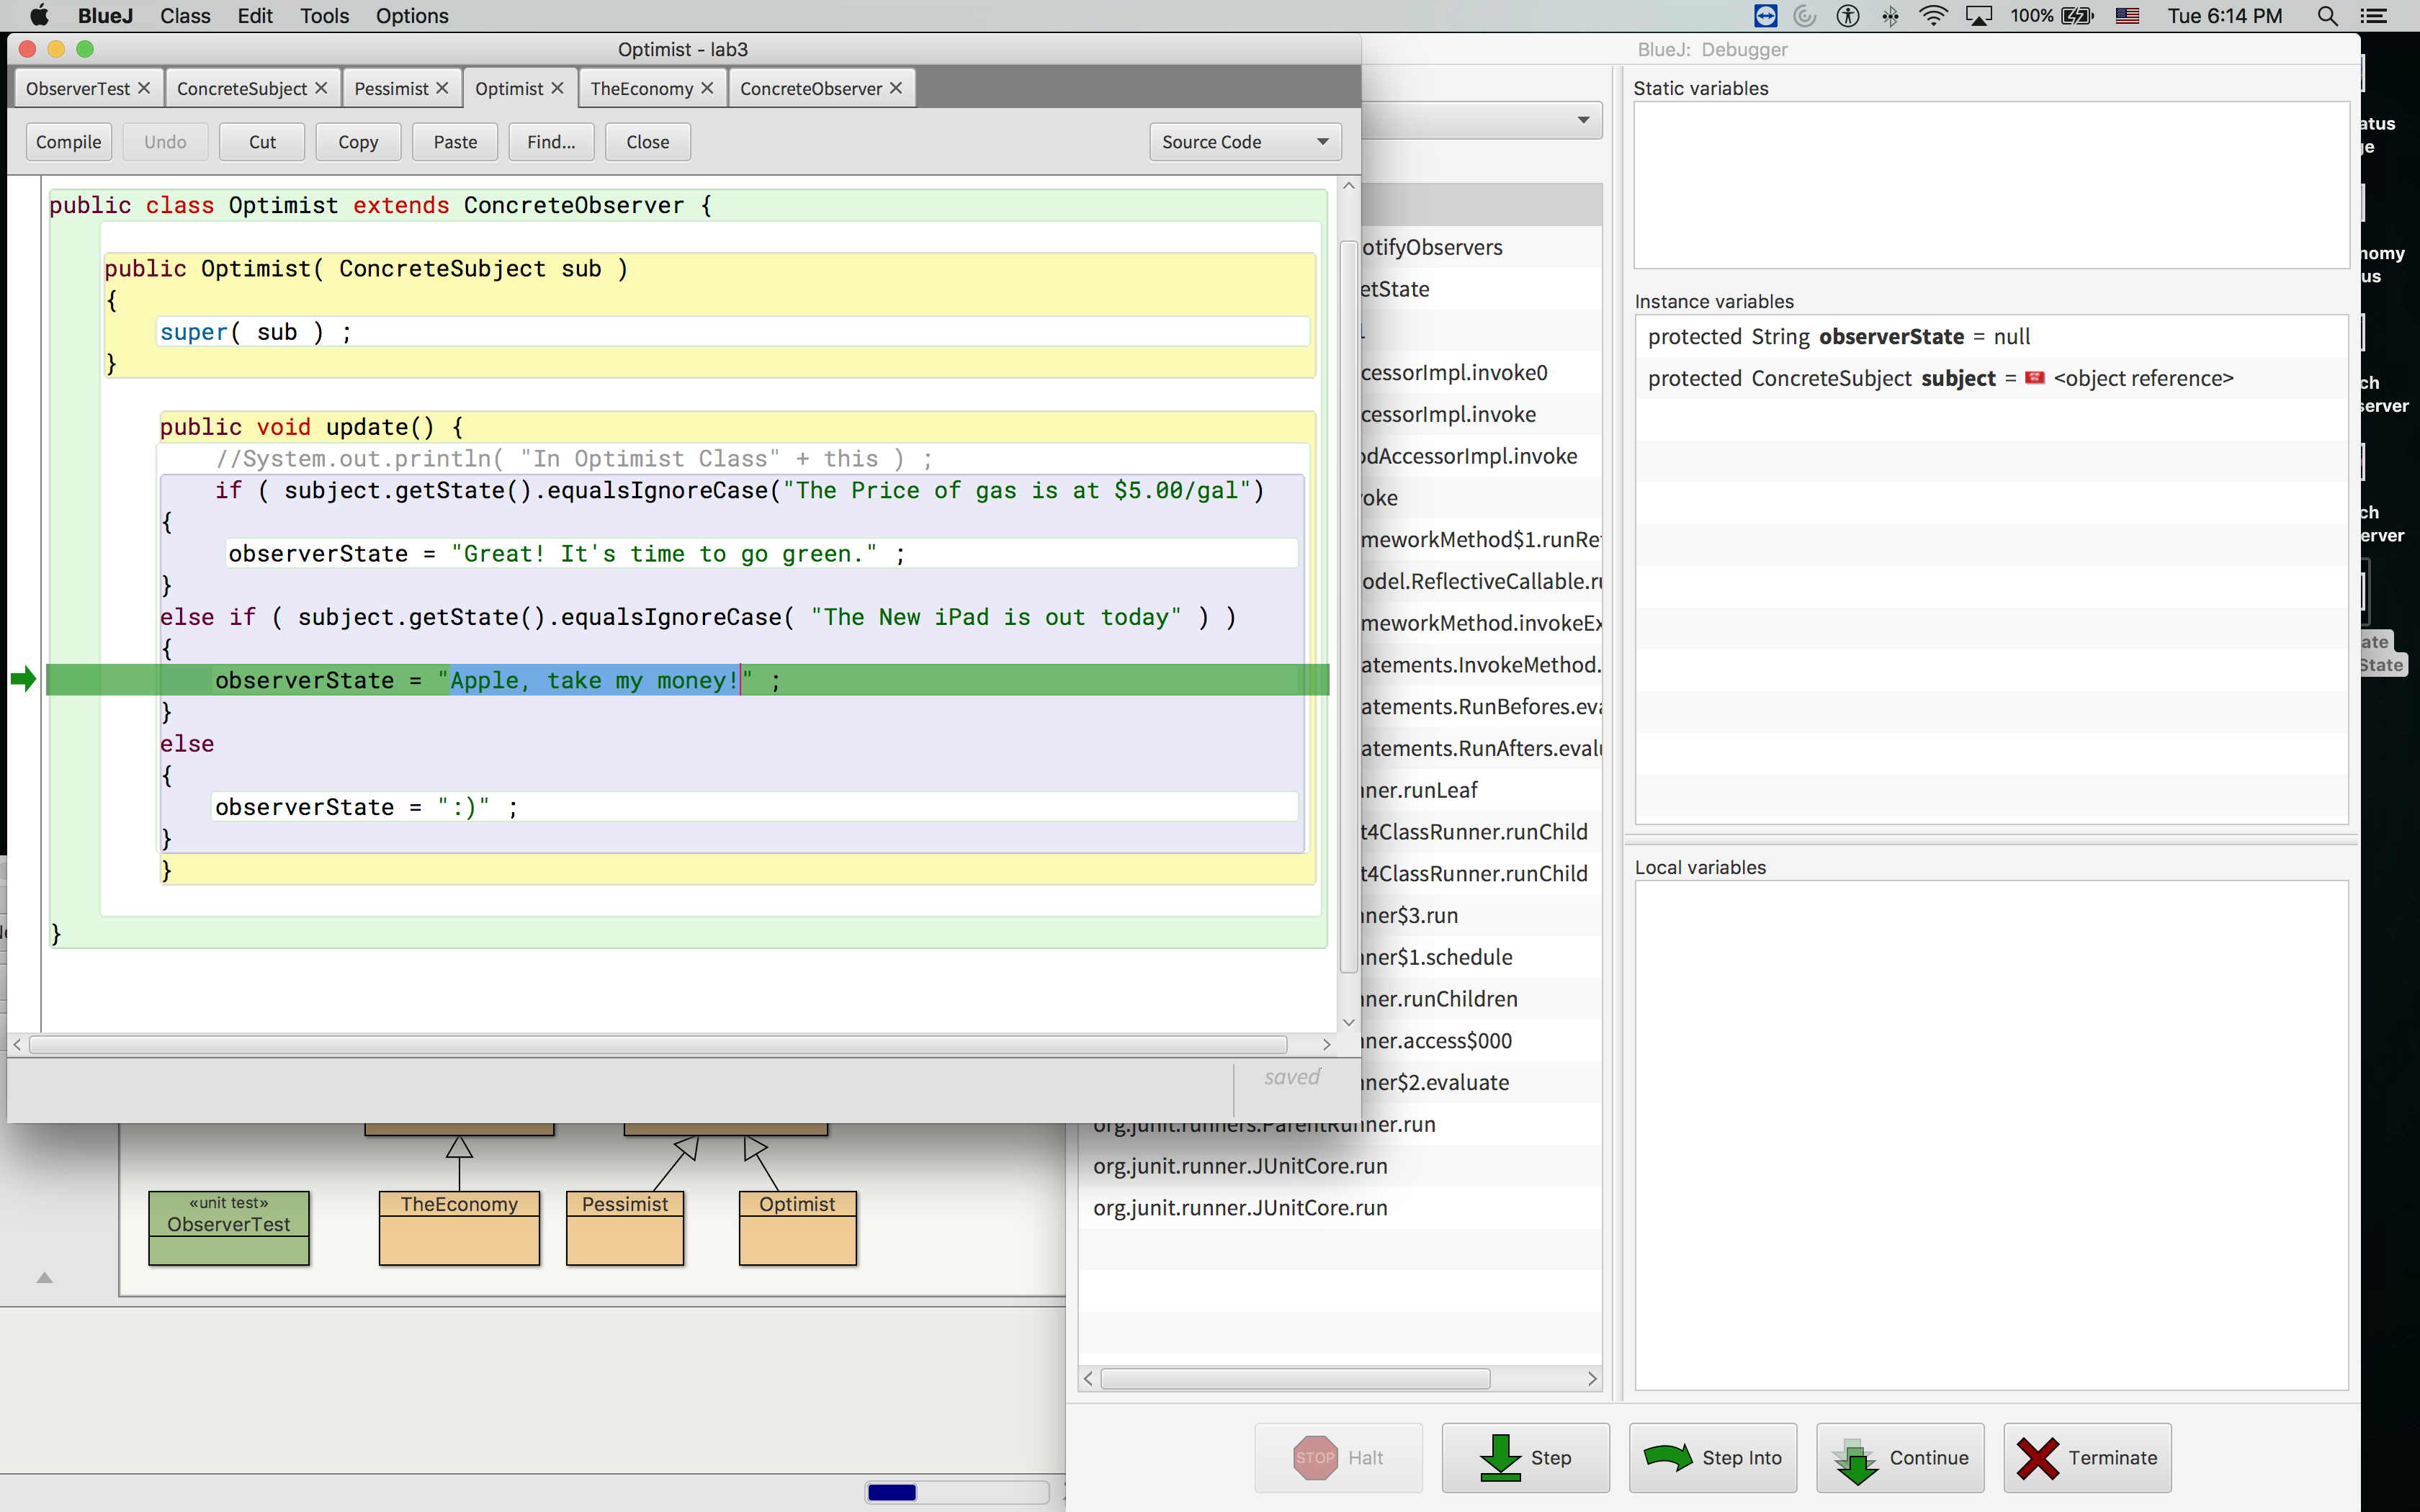 BlueJ Class Edit Tools Options 100% Tue 6:14 PM
Optimist - lab3
ObserverTest ConcreteSubject Pessimist Optimist TheEconomy ConcreteObserver
Compile Undo Cut Copy Paste Find... Close Source Code
public class Optimist extends ConcreteObserver {
public Optimist( ConcreteSubject sub )
{
super( sub ) ;
}
public void update() {
//System.out.println( "In Optimist Class" + this ) ;
if ( subject.getState().equalsIgnoreCase("The Price of gas is at $5.00/gal")
{
observerState = "Great! It's time to go green." ;
}
else if ( subject.getState().equalsIgnoreCase( "The New iPad is out today" ) )
{
observerState = "Apple, take my money!" ;
}
else
{
observerState = ":)" ;
}
}
}
saved
«unit test»
ObserverTest
TheEconomy
Pessimist
Optimist
BlueJ: Debugger
otifyObservers
etState
cessorImpl.invoke0
cessorImpl.invoke
odAccessorImpl.invoke
oke
meworkMethod$1.runRe
odel.ReflectiveCallable.ru
meworkMethod.invokeEx
atements.InvokeMethod.
atements.RunBefores.eva
atements.RunAfters.evalu
nner.runLeaf
t4ClassRunner.runChild
t4ClassRunner.runChild
nner$3.run
nner$1.schedule
nner.runChildren
nner.access$000
nner$2.evaluate
org.junit.runners.ParentRunner.run
org.junit.runner.JUnitCore.run
org.junit.runner.JUnitCore.run
Static variables
Instance variables
protected String observerState = null
protected ConcreteSubject subject = <object reference>
Local variables
STOP Halt Step Step Into Continue Terminate
atus
ge
nomy
us
ch
server
ch
erver
ate
State